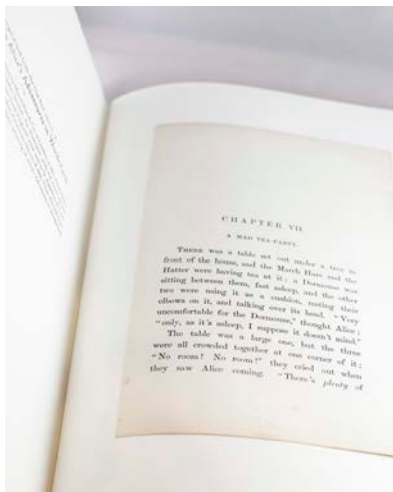 CHAPTER VII
A MAD TEA-PARTY.
THERE was a table set out under a tree in
front of the house, and the March Hare and the
Hatter were having tea at it: a Dormouse was
sitting between them, fast asleep, and the other
two were using it as a cushion, resting their
elbows on it, and talking over its head. "Very
uncomfortable for the Dormouse," thought Alice;
"only, as it's asleep, I suppose it doesn't mind."
The table was a large one, but the three
were all crowded together at one corner of it:
"No room! No room!" they cried out when
they saw Alice coming. "There's plenty of